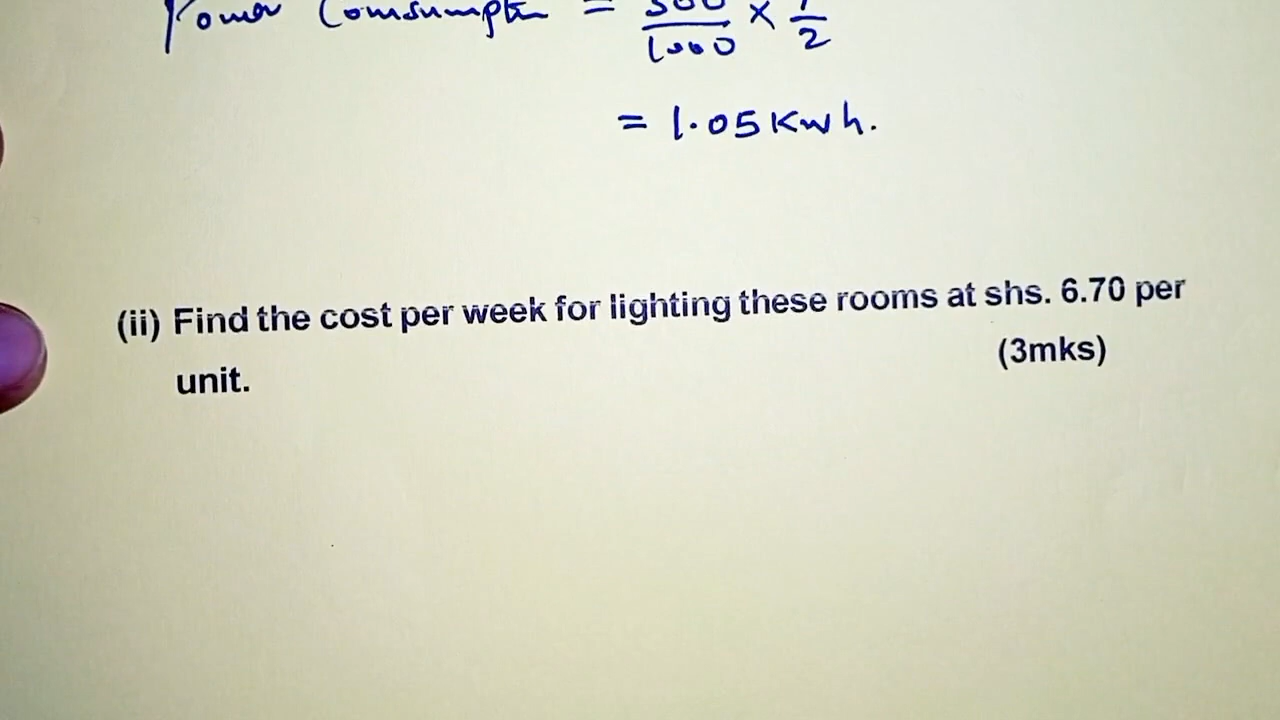 Power Consumptn = 300/1000 × 7/2
= 1.05 Kwh.
(ii) Find the cost per week for lighting these rooms at shs. 6.70 per
unit. (3mks)